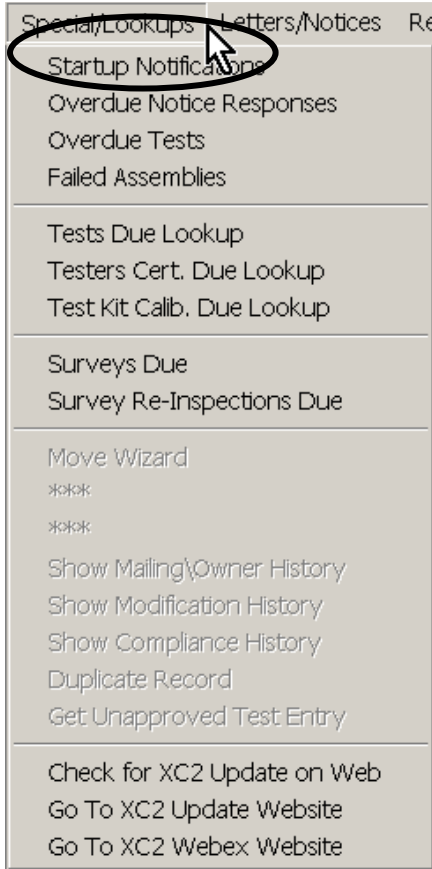 Special/Lookups Letters/Notices Re
Startup Notifications
Overdue Notice Responses
Overdue Tests
Failed Assemblies
Tests Due Lookup
Testers Cert. Due Lookup
Test Kit Calib. Due Lookup
Surveys Due
Survey Re-Inspections Due
Move Wizard
***
***
Show Mailing\Owner History
Show Modification History
Show Compliance History
Duplicate Record
Get Unapproved Test Entry
Check for XC2 Update on Web
Go To XC2 Update Website
Go To XC2 Webex Website